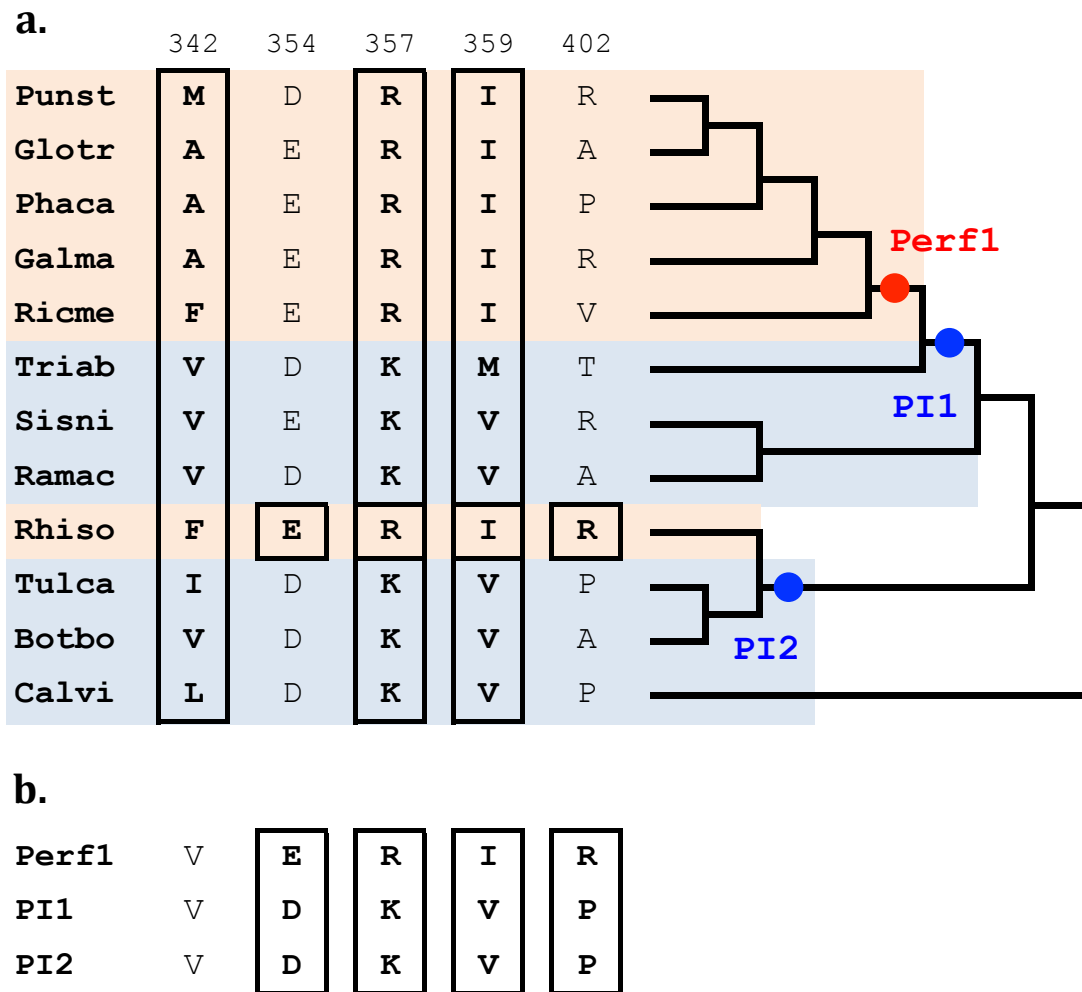 a.
342 354 357 359 402
Punst M D R I R
Glotr A E R I A
Phaca A E R I P
Galma A E R I R
Perf1
Ricme F E R I V
Triab V D K M T
PI1
Sisni V E K V R
Ramac V D K V A
Rhiso F E R I R
Tulca I D K V P
Botbo V D K V A
PI2
Calvi L D K V P
b.
Perf1 V E R I R
PI1 V D K V P
PI2 V D K V P